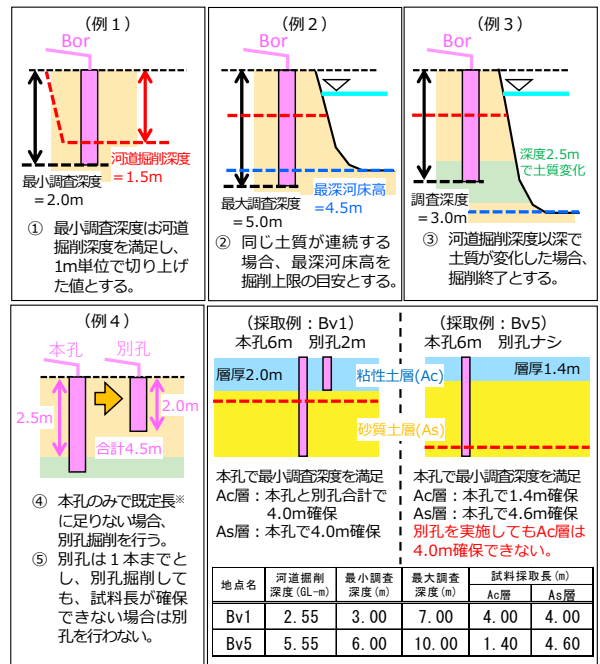 （例１）
Bor
河道掘削深度
＝1.5m
最小調査深度
＝2.0m
① 最小調査深度は河道
掘削深度を満足し、
1m単位で切り上げ
た値とする。
（例２）
Bor
最大調査深度
＝5.0m
最深河床高
＝4.5m
② 同じ土質が連続する
場合、最深河床高を
掘削上限の目安とする。
（例３）
Bor
深度2.5m
で土質変化
調査深度
＝3.0m
③ 河道掘削深度以深で
土質が変化した場合、
掘削終了とする。
（例４）
本孔 別孔
2.5m
2.0m
合計4.5m
④ 本孔のみで既定長※
に足りない場合、
別孔掘削を行う。
⑤ 別孔は１本までと
し、別孔掘削して
も、試料長が確保
できない場合は別
孔を行わない。
（採取例：Bv1）
本孔6m 別孔2m
層厚2.0m
粘性土層(Ac)
砂質土層(As)
本孔で最小調査深度を満足
Ac層：本孔と別孔合計で
4.0m確保
As層：本孔で4.0m確保
（採取例：Bv5）
本孔6m 別孔ナシ
層厚1.4m
本孔で最小調査深度を満足
Ac層：本孔で1.4m確保
As層：本孔で4.6m確保
別孔を実施してもAc層は
4.0m確保できない。
地点名 河道掘削深度(GL-m) 最小調査深度(m) 最大調査深度(m) 試料採取長(m) Ac層 As層
Bv1 2.55 3.00 7.00 4.00 4.00
Bv5 5.55 6.00 10.00 1.40 4.60